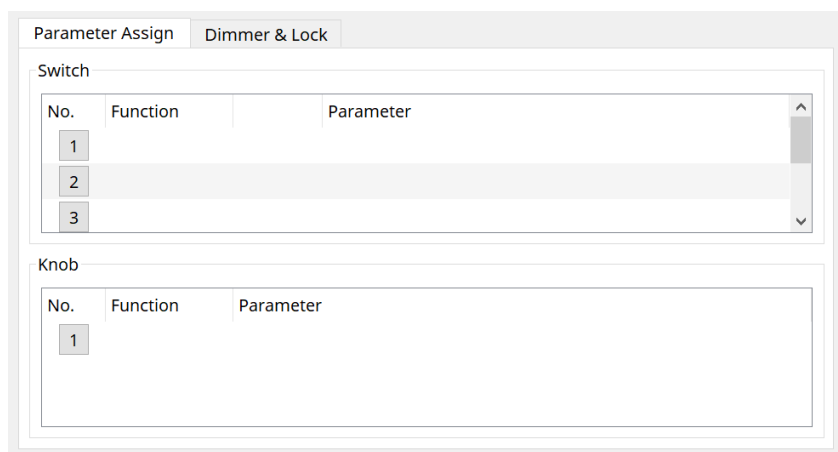 Parameter Assign Dimmer & Lock
Switch
No. Function Parameter
1
2
3
Knob
No. Function Parameter
1